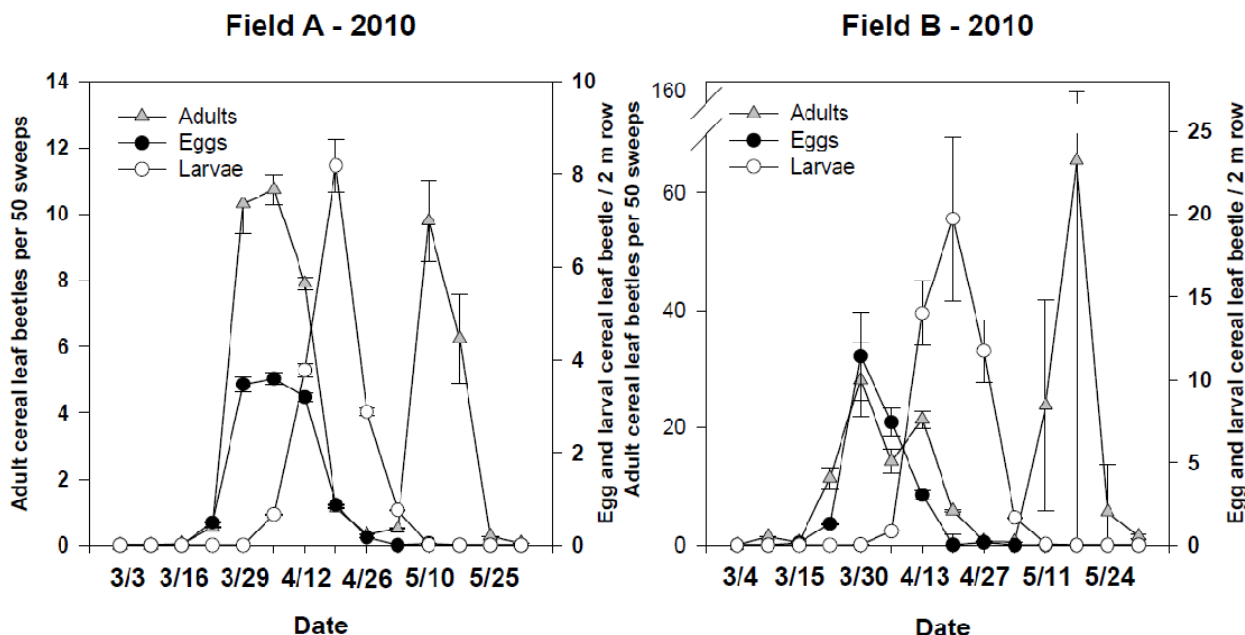 Field A - 2010
Adult cereal leaf beetles per 50 sweeps
14
12
10
8
6
4
2
0
Adults
Eggs
Larvae
10
8
6
4
2
0
Egg and larval cereal leaf beetle / 2 m row
3/3 3/16 3/29 4/12 4/26 5/10 5/25
Date
Field B - 2010
Adult cereal leaf beetles per 50 sweeps
160
60
40
20
0
Adults
Eggs
Larvae
25
20
15
10
5
0
Egg and larval cereal leaf beetle / 2 m row
3/4 3/15 3/30 4/13 4/27 5/11 5/24
Date